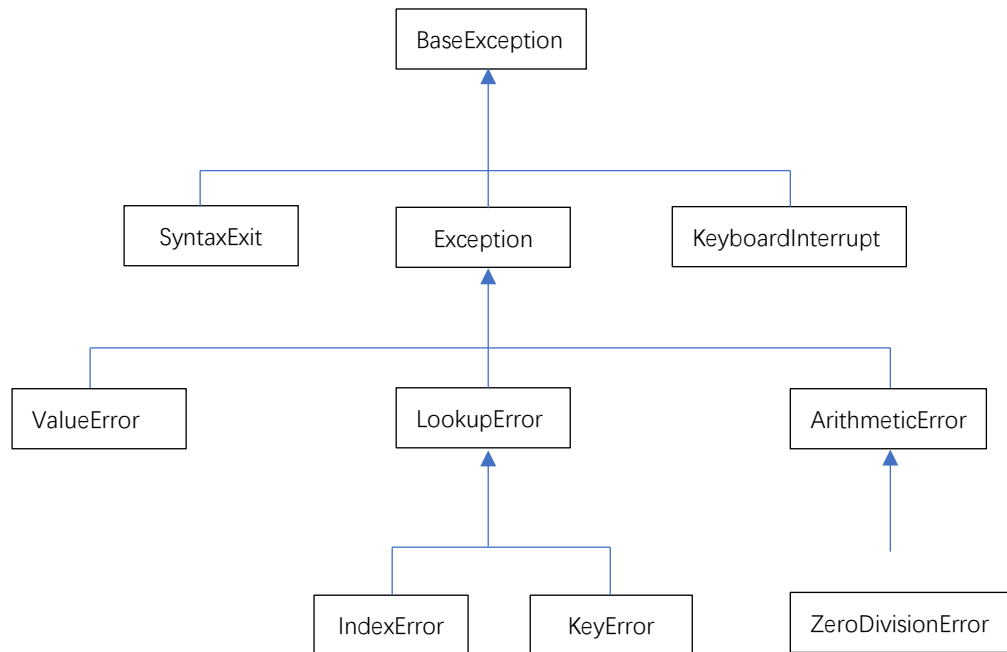 BaseException
SyntaxExit
Exception
KeyboardInterrupt
ValueError
LookupError
ArithmeticError
IndexError
KeyError
ZeroDivisionError